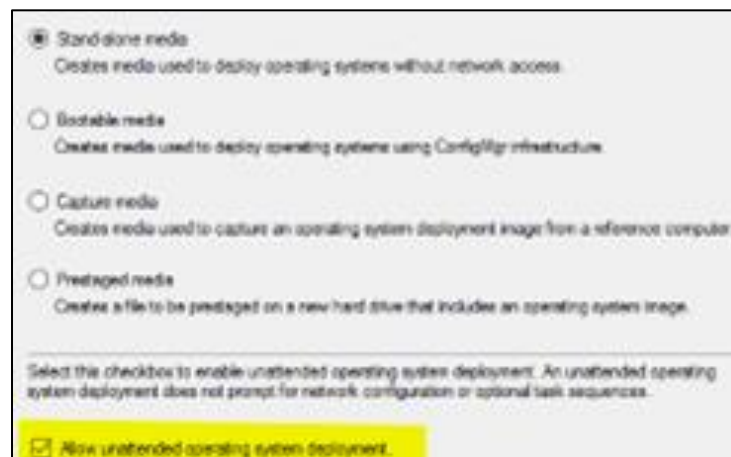 Stand-alone media
Creates media used to deploy operating systems without network access.
Bootable media
Creates media used to deploy operating systems using ConfigMgr infrastructure.
Capture media
Creates media used to capture an operating system deployment image from a reference computer
Prestaged media
Creates a file to be prestaged on a new hard drive that includes an operating system image.
Select this checkbox to enable unattended operating system deployment. An unattended operating
system deployment does not prompt for network configuration or optional task sequences.
Allow unattended operating system deployment.